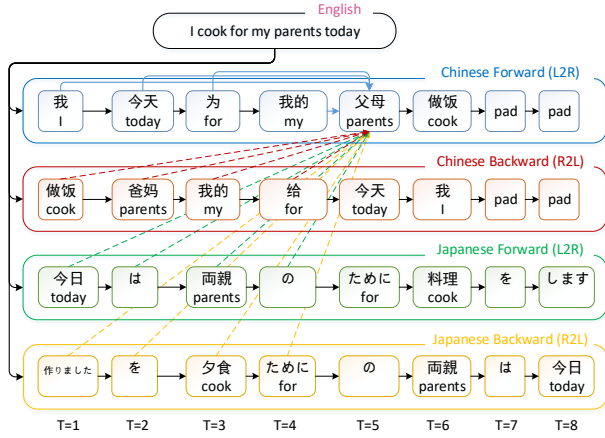 English
I cook for my parents today
Chinese Forward (L2R)
我 今天 为 我的 父母 做饭 pad pad
I today for my parents cook
Chinese Backward (R2L)
做饭 爸妈 我的 给 今天 我 pad pad
cook parents my for today I
Japanese Forward (L2R)
今日 は 両親 の ために 料理 を します
today parents for cook
Japanese Backward (R2L)
作りました を 夕食 ために の 両親 は 今日
cook for parents today
T=1 T=2 T=3 T=4 T=5 T=6 T=7 T=8